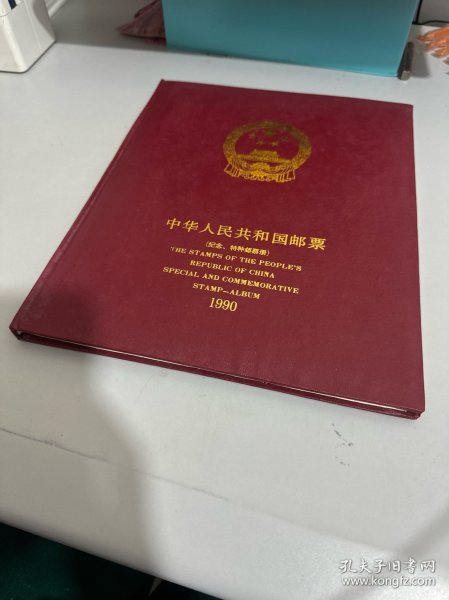 中华人民共和国邮票
(纪念、特种邮票册)
THE STAMPS OF THE PEOPLE'S
REPUBLIC OF CHINA
SPECIAL AND COMMEMORATIVE
STAMP-ALBUM
1990
孔夫子旧书网
www.kongfz.com